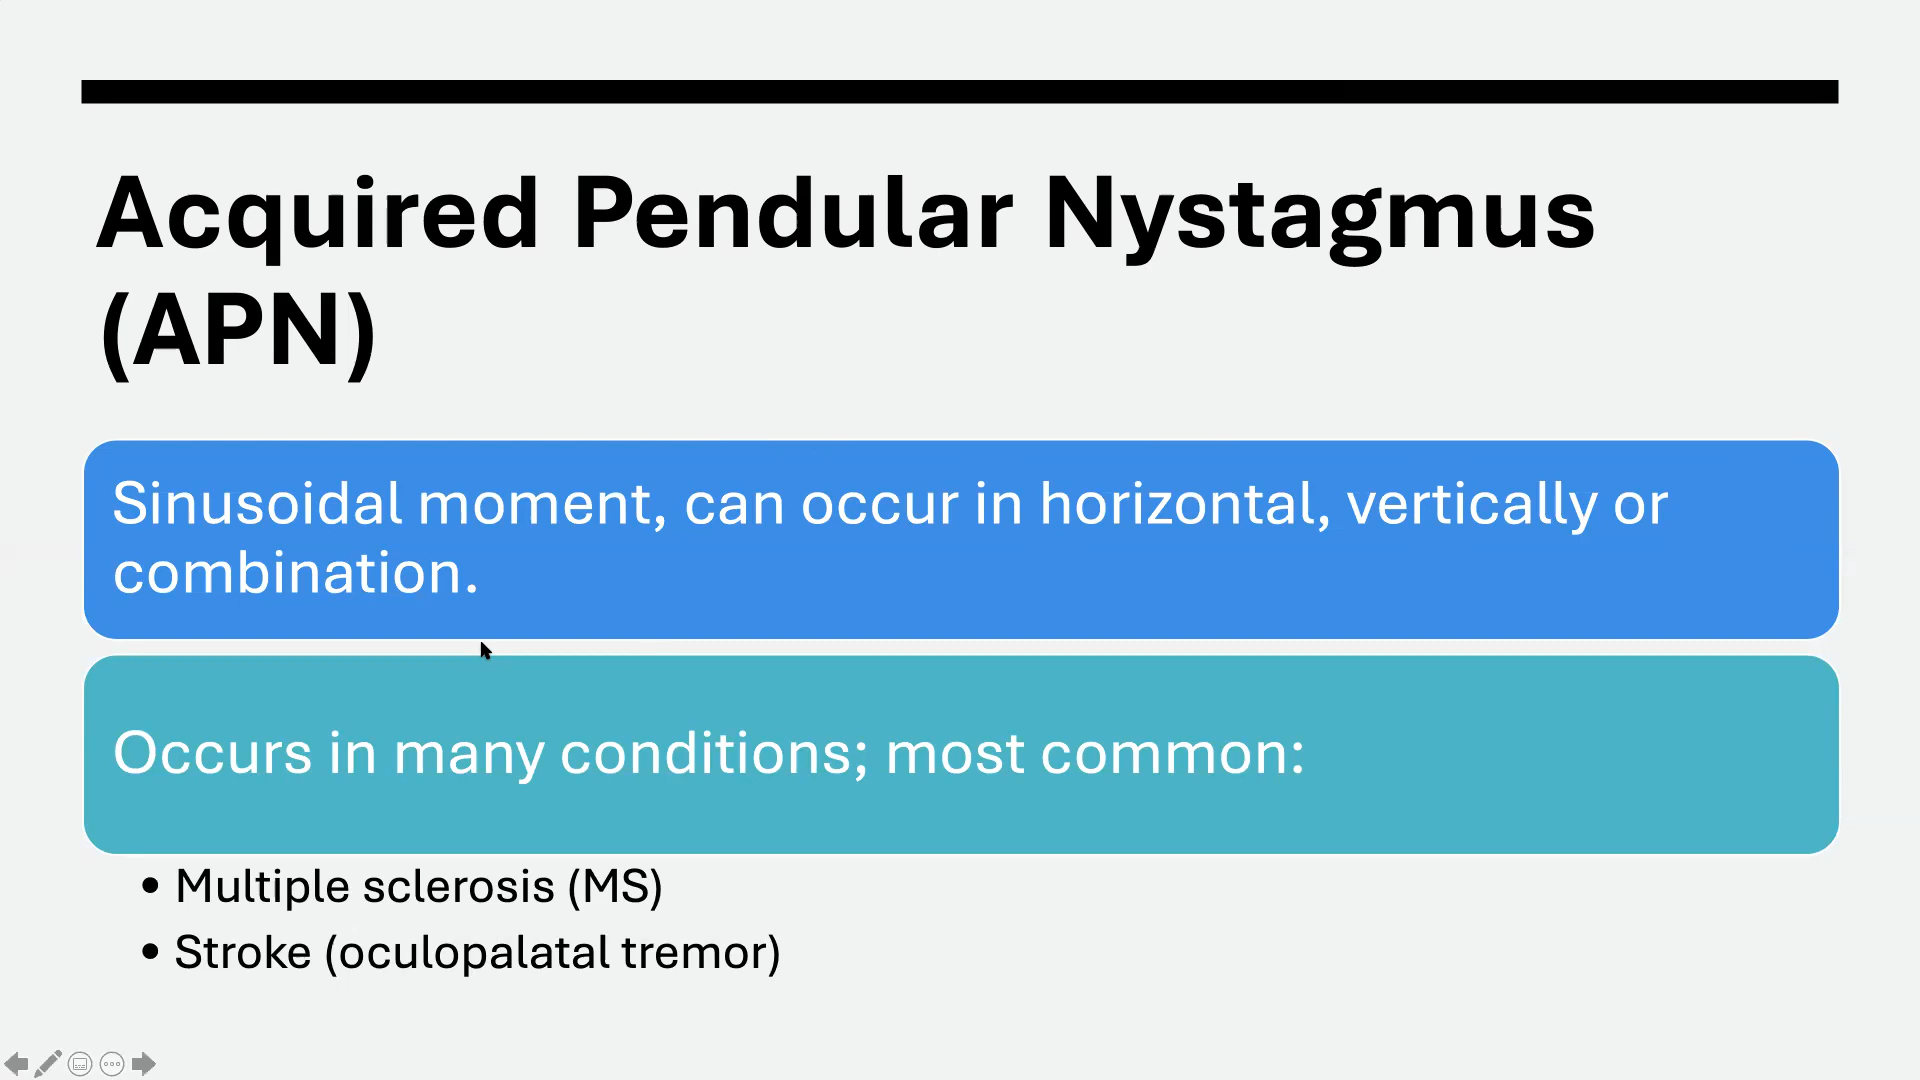 Acquired Pendular Nystagmus
(APN)
Sinusoidal moment, can occur in horizontal, vertically or
combination.
Occurs in many conditions; most common:
• Multiple sclerosis (MS)
• Stroke (oculopalatal tremor)